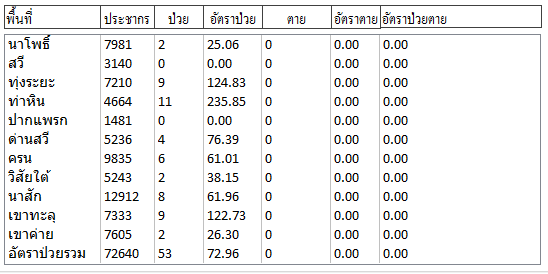 พื้นที่ ประชากร ป่วย อัตราป่วย ตาย อัตราตาย อัตราป่วยตาย
นาโพธิ์ 7981 2 25.06 0 0.00 0.00
สวี 3140 0 0.00 0 0.00 0.00
ทุ่งระยะ 7210 9 124.83 0 0.00 0.00
ท่าหิน 4664 11 235.85 0 0.00 0.00
ปากแพรก 1481 0 0.00 0 0.00 0.00
ด่านสวี 5236 4 76.39 0 0.00 0.00
ครน 9835 6 61.01 0 0.00 0.00
วิสัยใต้ 5243 2 38.15 0 0.00 0.00
นาสัก 12912 8 61.96 0 0.00 0.00
เขาทะลุ 7333 9 122.73 0 0.00 0.00
เขาค่าย 7605 2 26.30 0 0.00 0.00
อัตราป่วยรวม 72640 53 72.96 0 0.00 0.00